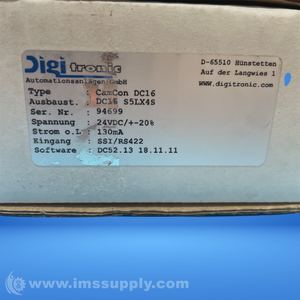 Digi tronic
Automationsanlagen GmbH
D-65510 Hünstetten
Auf der Langwies 1
www.digitronic.com
Type : CamCon DC16
Ausbaust. : DC16 S5LX4S
Ser. Nr. : 94699
Spannung : 24VDC/+-20%
Strom o.L : 130mA
Eingang : SSI/RS422
Software : DC52.13 18.11.11
© www.imssupply.com